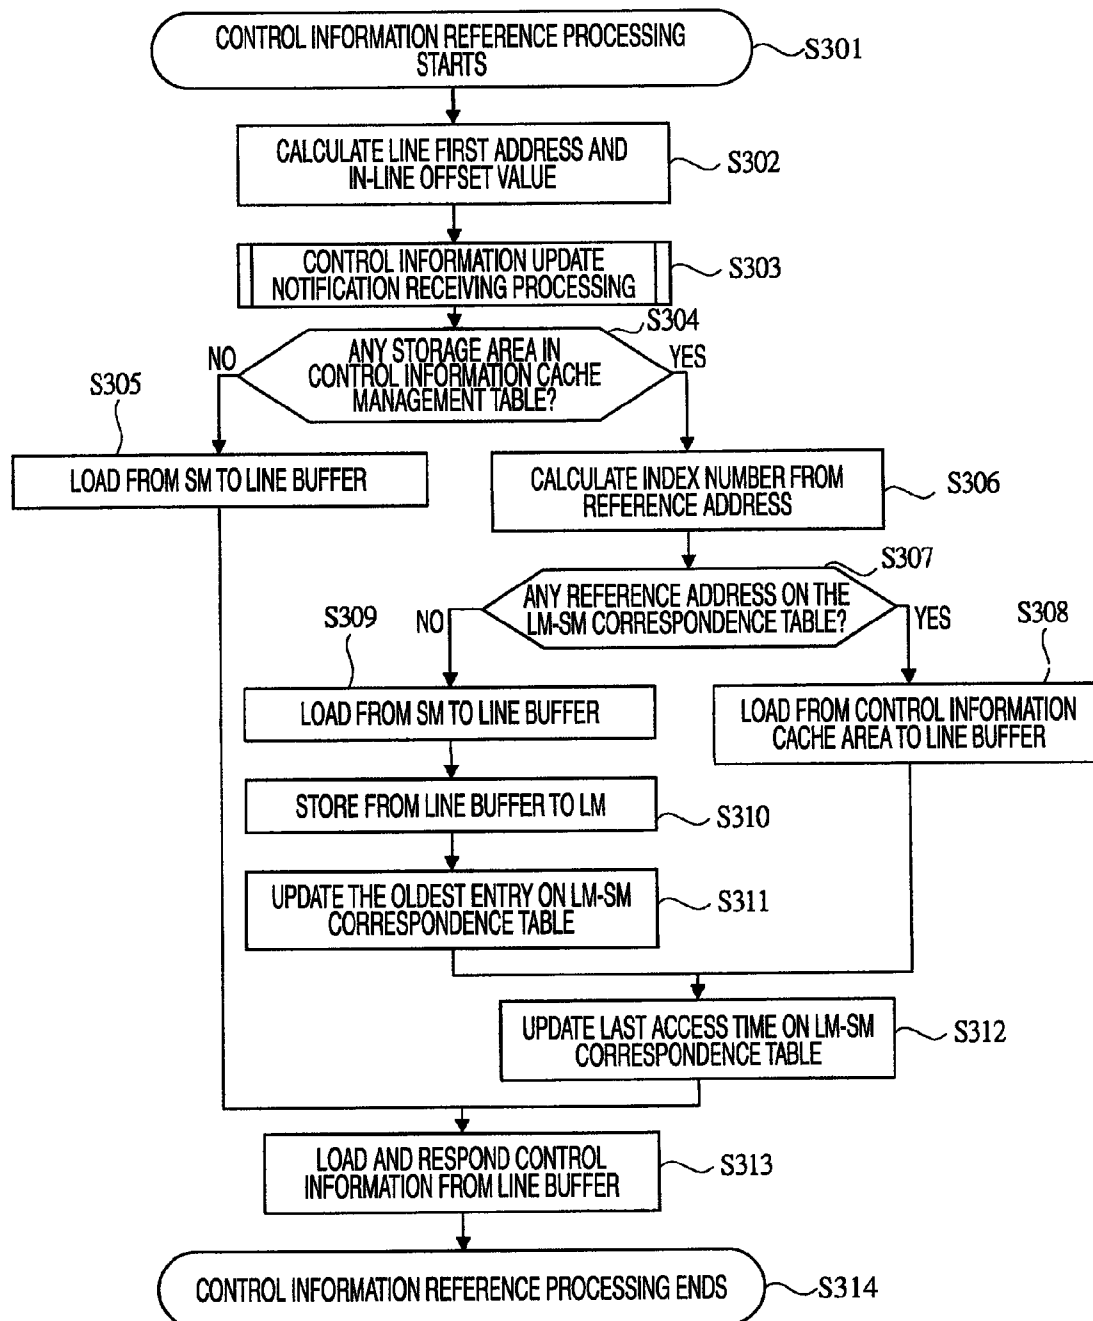 CONTROL INFORMATION REFERENCE PROCESSING
STARTS
S301
CALCULATE LINE FIRST ADDRESS AND
IN-LINE OFFSET VALUE
S302
CONTROL INFORMATION UPDATE
NOTIFICATION RECEIVING PROCESSING
S303
S304
NO
ANY STORAGE AREA IN
CONTROL INFORMATION CACHE
MANAGEMENT TABLE?
YES
S305
LOAD FROM SM TO LINE BUFFER
CALCULATE INDEX NUMBER FROM
REFERENCE ADDRESS
S306
S307
ANY REFERENCE ADDRESS ON THE
LM-SM CORRESPONDENCE TABLE?
NO
YES
S309
S308
LOAD FROM SM TO LINE BUFFER
LOAD FROM CONTROL INFORMATION
CACHE AREA TO LINE BUFFER
STORE FROM LINE BUFFER TO LM
S310
UPDATE THE OLDEST ENTRY ON LM-SM
CORRESPONDENCE TABLE
S311
UPDATE LAST ACCESS TIME ON LM-SM
CORRESPONDENCE TABLE
S312
LOAD AND RESPOND CONTROL
INFORMATION FROM LINE BUFFER
S313
CONTROL INFORMATION REFERENCE PROCESSING ENDS
S314